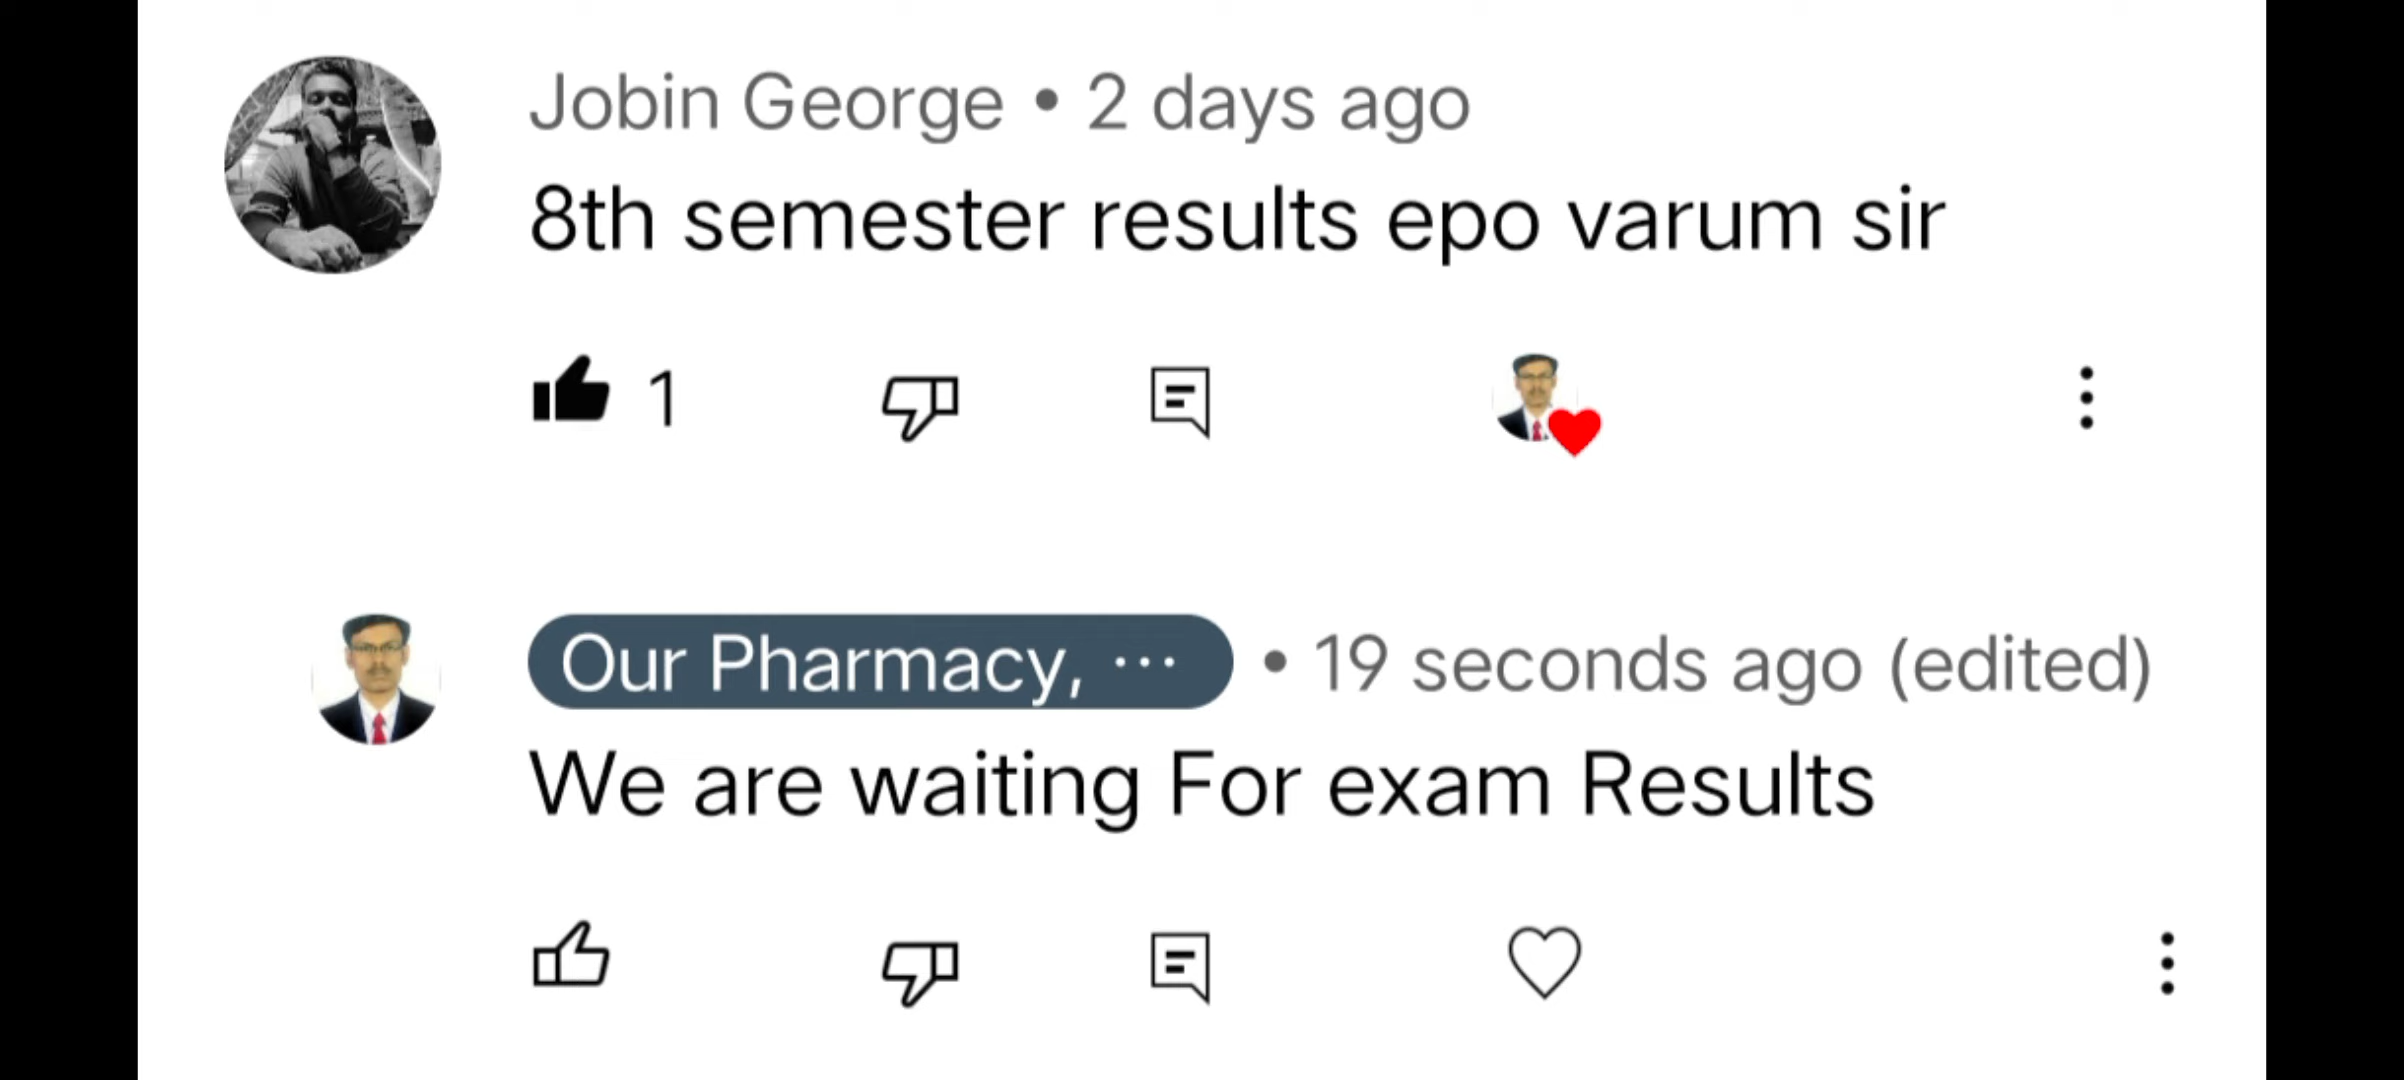 Jobin George • 2 days ago
8th semester results epo varum sir
1
Our Pharmacy, ... • 19 seconds ago (edited)
We are waiting For exam Results